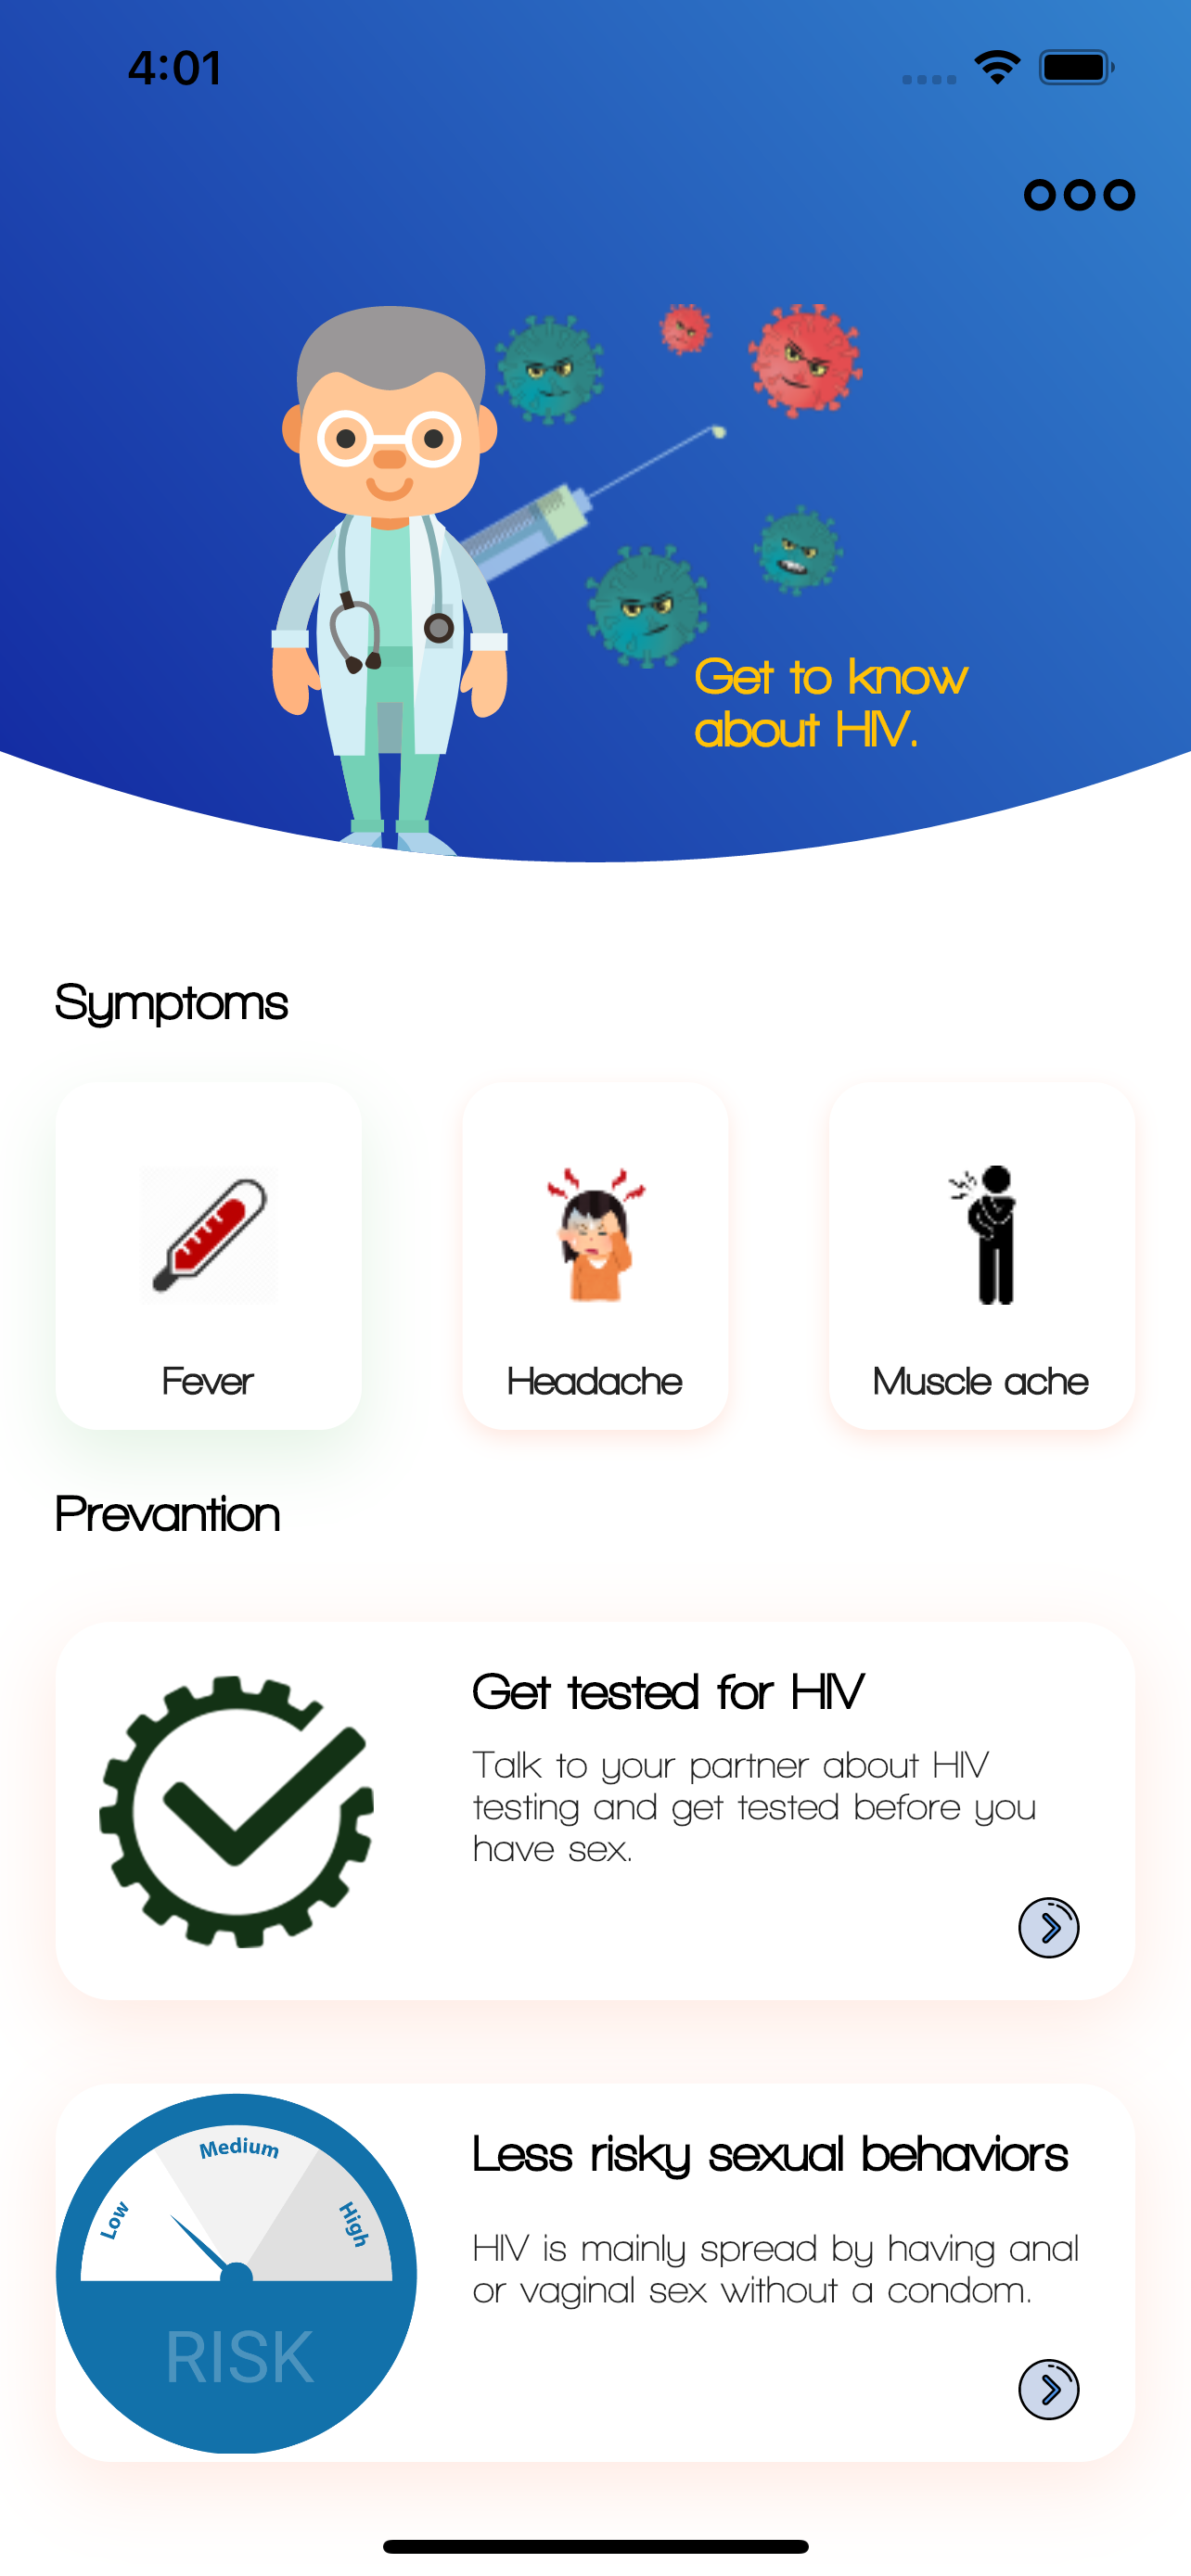 4:01
Get to know
about HIV.
Symptoms
Fever
Headache
Muscle ache
Prevantion
Get tested for HIV
Talk to your partner about HIV
testing and get tested before you
have sex.
Low
Medium
High
RISK
Less risky sexual behaviors
HIV is mainly spread by having anal
or vaginal sex without a condom.